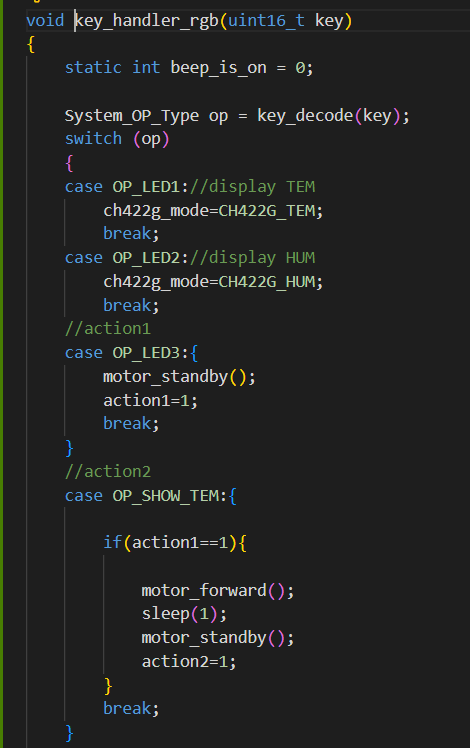 void key_handler_rgb(uint16_t key)
{
    static int beep_is_on = 0;

    System_OP_Type op = key_decode(key);
    switch (op)
    {
    case OP_LED1://display TEM
        ch422g_mode=CH422G_TEM;
        break;
    case OP_LED2://display HUM
        ch422g_mode=CH422G_HUM;
        break;
    //action1
    case OP_LED3:{
        motor_standby();
        action1=1;
        break;
    }
    //action2
    case OP_SHOW_TEM:{

        if(action1==1){

            motor_forward();
            sleep(1);
            motor_standby();
            action2=1;
        }
        break;
    }